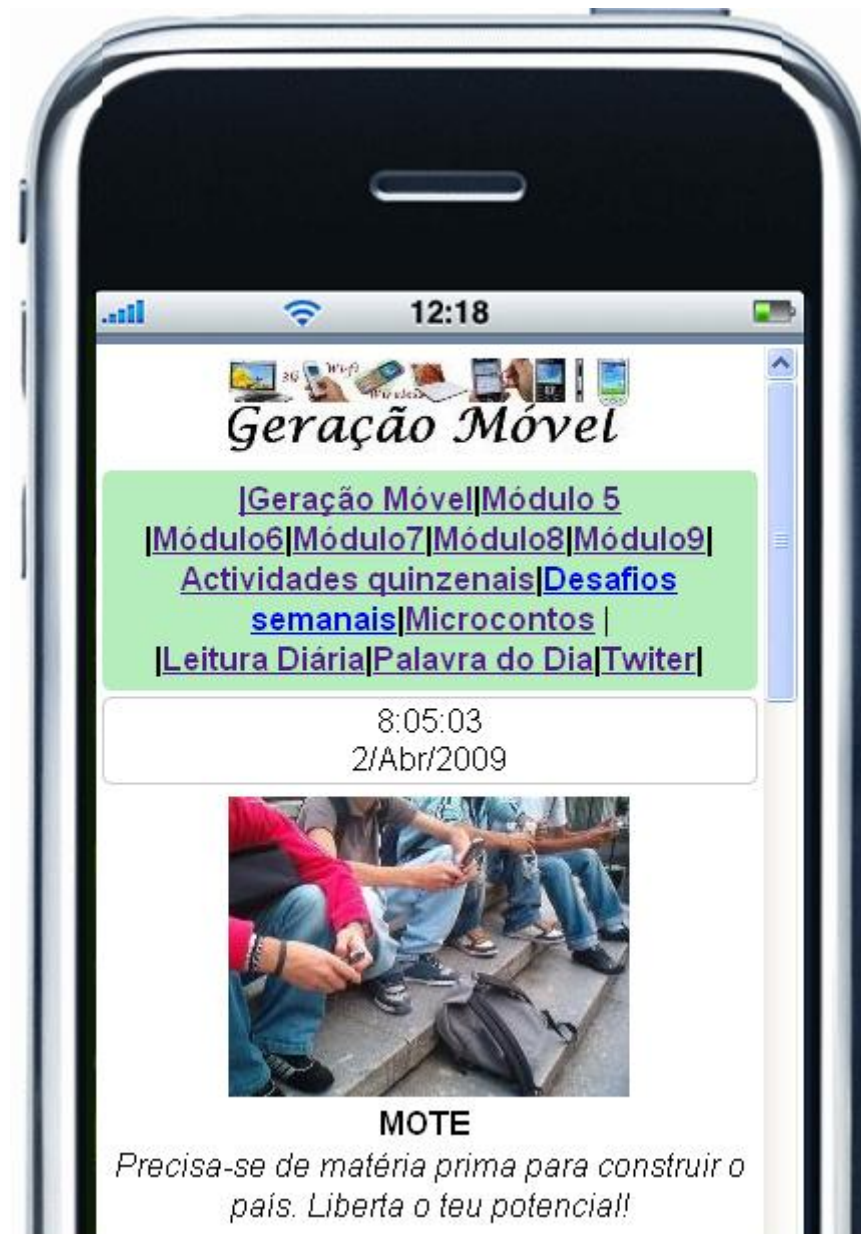 12:18
3G Wifi
Wireless
Geração Móvel
|Geração Móvel|Módulo 5
|Módulo6|Módulo7|Módulo8|Módulo9|
Actividades quinzenais|Desafios
semanais|Microcontos |
|Leitura Diária|Palavra do Dia|Twiter|
8:05:03
2/Abr/2009
MOTE
Precisa-se de matéria prima para construir o
país. Liberta o teu potencial!